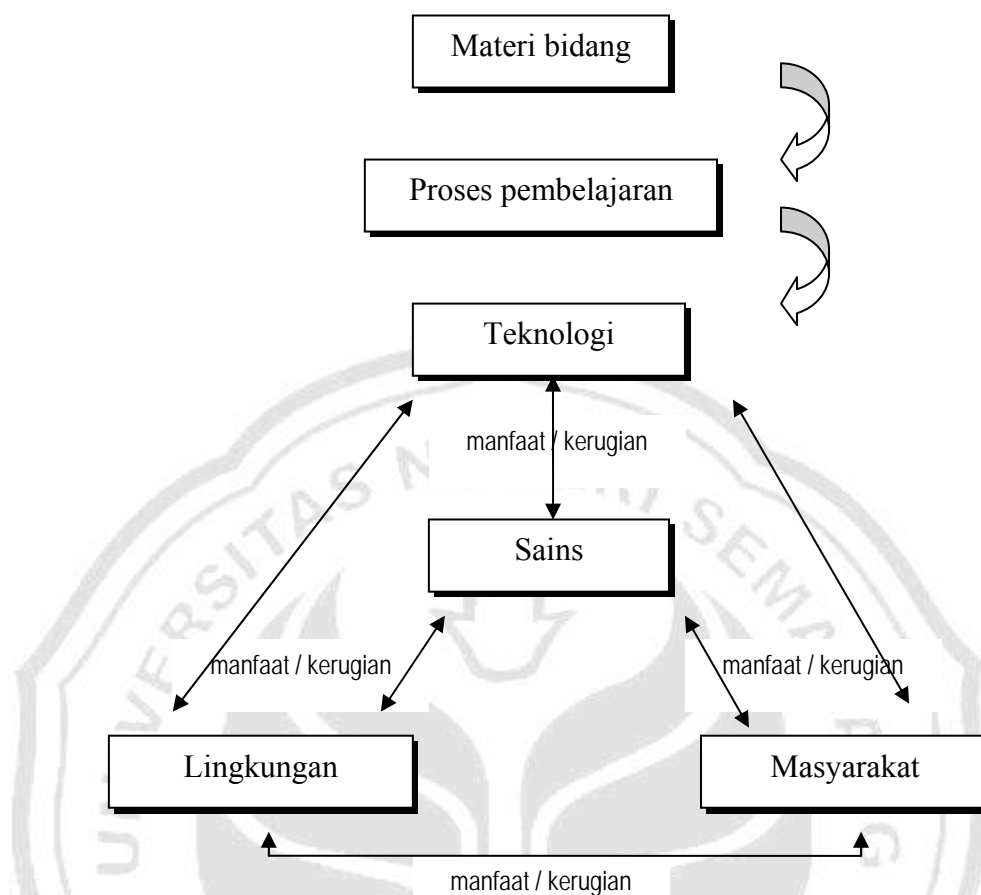 Materi bidang
Proses pembelajaran
Teknologi
manfaat / kerugian
Sains
manfaat / kerugian
manfaat / kerugian
Lingkungan
Masyarakat
manfaat / kerugian